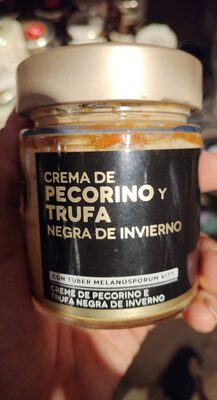 CREMA DE
PECORINO Y
TRUFA
NEGRA DE INVIERNO
CON TUBER MELANOSPORUM VITT
CREME DE PECORINO E
TRUFA NEGRA DE INVERNO